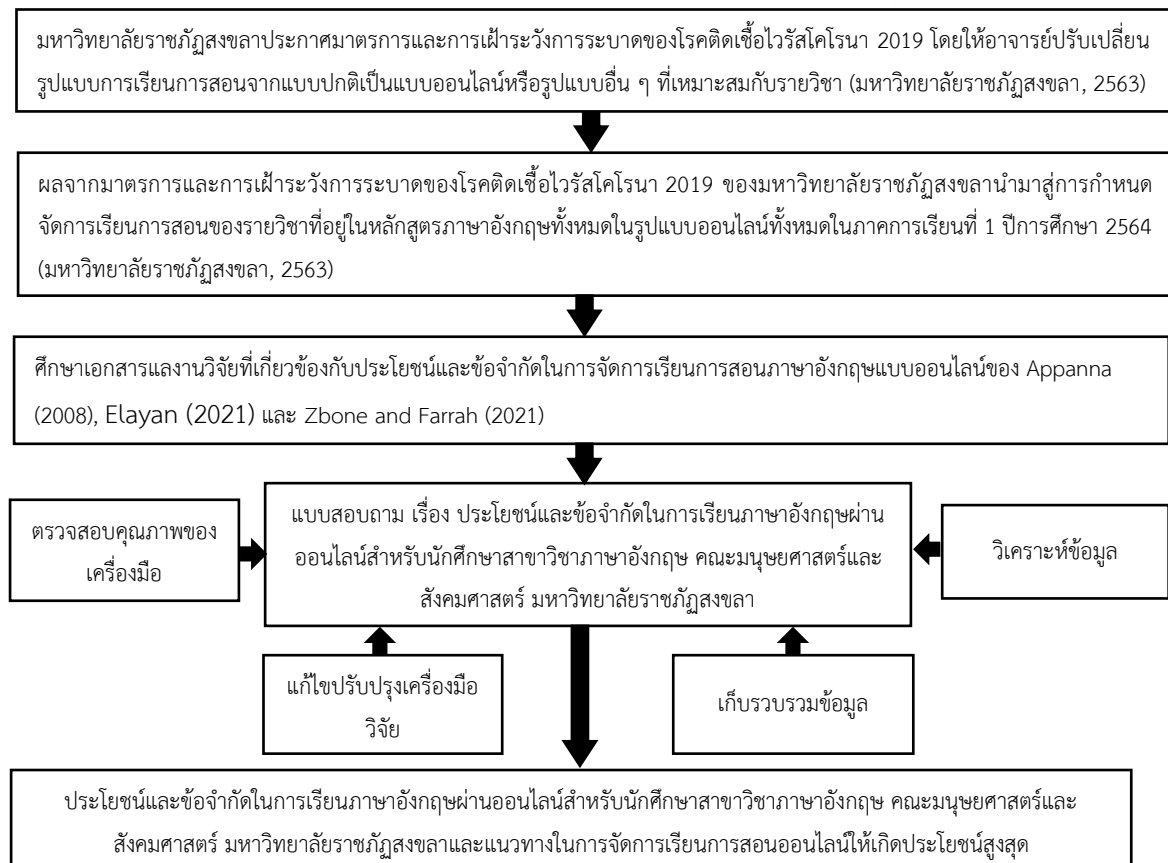 มหาวิทยาลัยราชภัฏสงขลาประกาศมาตรการและการเฝ้าระวังการระบาดของโรคติดเชื้อไวรัสโคโรนา 2019 โดยให้อาจารย์ปรับเปลี่ยน
รูปแบบการเรียนการสอนจากแบบปกติเป็นแบบออนไลน์หรือรูปแบบอื่น ๆ ที่เหมาะสมกับรายวิชา (มหาวิทยาลัยราชภัฏสงขลา, 2563)
ผลจากมาตรการและการเฝ้าระวังการระบาดของโรคติดเชื้อไวรัสโคโรนา 2019 ของมหาวิทยาลัยราชภัฏสงขลานำมาสู่การกำหนด
จัดการเรียนการสอนของรายวิชาที่อยู่ในหลักสูตรภาษาอังกฤษทั้งหมดในรูปแบบออนไลน์ทั้งหมดในภาคการเรียนที่ 1 ปีการศึกษา 2564
(มหาวิทยาลัยราชภัฏสงขลา, 2563)
ศึกษาเอกสารแลงานวิจัยที่เกี่ยวข้องกับประโยชน์และข้อจำกัดในการจัดการเรียนการสอนภาษาอังกฤษแบบออนไลน์ของ Appanna
(2008), Elayan (2021) และ Zbone and Farrah (2021)
ตรวจสอบคุณภาพของ
เครื่องมือ
แบบสอบถาม เรื่อง ประโยชน์และข้อจำกัดในการเรียนภาษาอังกฤษผ่าน
ออนไลน์สำหรับนักศึกษาสาขาวิชาภาษาอังกฤษ คณะมนุษยศาสตร์และ
สังคมศาสตร์ มหาวิทยาลัยราชภัฏสงขลา
วิเคราะห์ข้อมูล
แก้ไขปรับปรุงเครื่องมือ
วิจัย
เก็บรวบรวมข้อมูล
ประโยชน์และข้อจำกัดในการเรียนภาษาอังกฤษผ่านออนไลน์สำหรับนักศึกษาสาขาวิชาภาษาอังกฤษ คณะมนุษยศาสตร์และ
สังคมศาสตร์ มหาวิทยาลัยราชภัฏสงขลาและแนวทางในการจัดการเรียนการสอนออนไลน์ให้เกิดประโยชน์สูงสุด